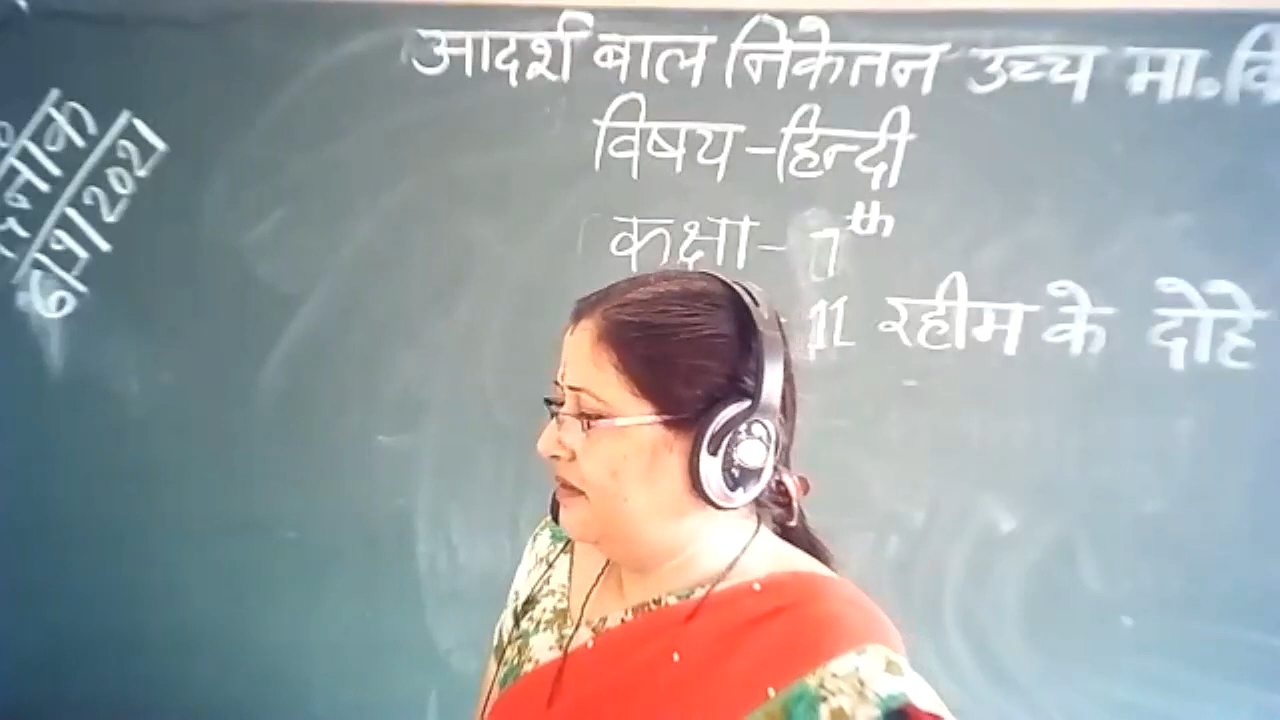 आदर्श बाल निकेतन उच्च मा. वि
विषय - हिन्दी
कक्षा - 7th
11 रहीम के दोहे
6/9/2021